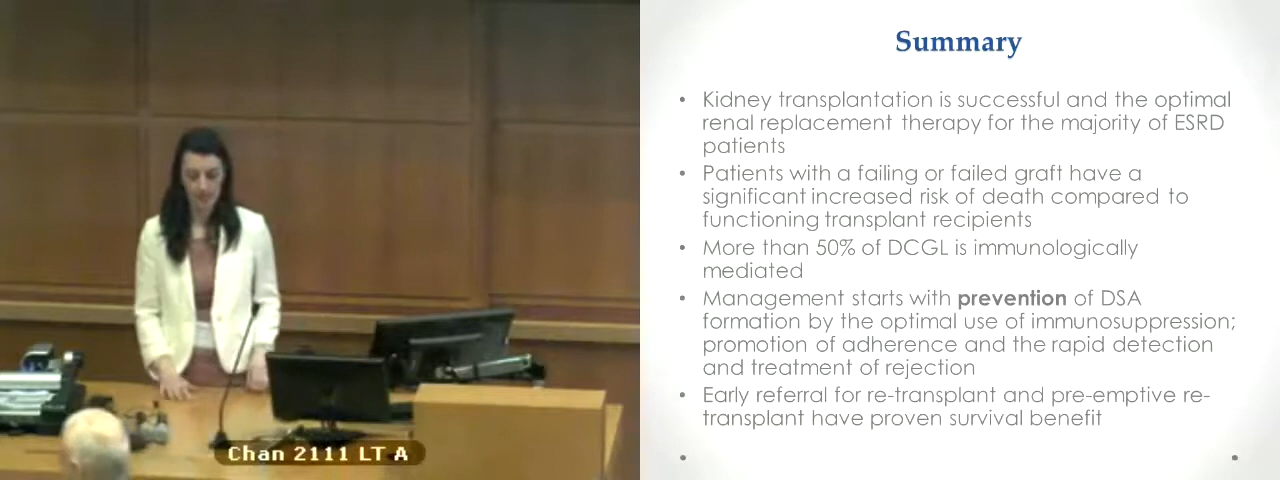 Chan 2111 LT A
Summary
• Kidney transplantation is successful and the optimal
renal replacement therapy for the majority of ESRD
patients
• Patients with a failing or failed graft have a
significant increased risk of death compared to
functioning transplant recipients
• More than 50% of DCGL is immunologically
mediated
• Management starts with prevention of DSA
formation by the optimal use of immunosuppression;
promotion of adherence and the rapid detection
and treatment of rejection
• Early referral for re-transplant and pre-emptive re-
transplant have proven survival benefit